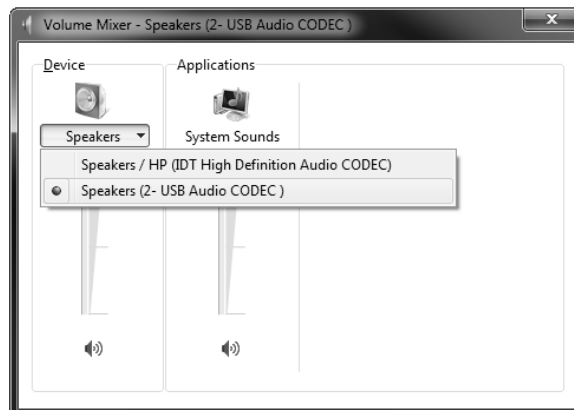 Volume Mixer - Speakers (2- USB Audio CODEC )
Device
Applications
Speakers
System Sounds
Speakers / HP (IDT High Definition Audio CODEC)
Speakers (2- USB Audio CODEC )